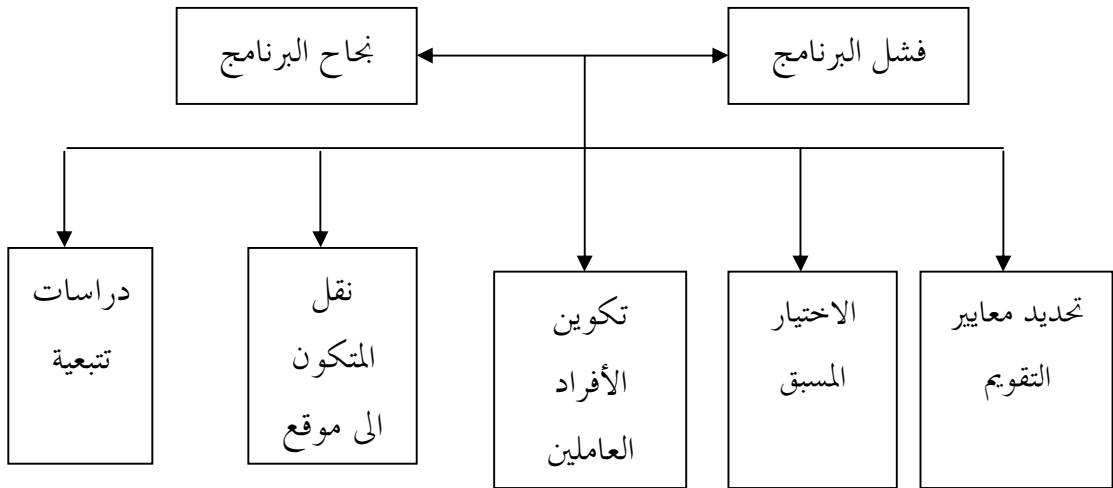 فشل البرنامج
نجاح البرنامج
تحديد معايير
التقويم
الاختيار
المسبق
تكوين
الأفراد
العاملين
نقل
المتكون
الى موقع
دراسات
تتبعية